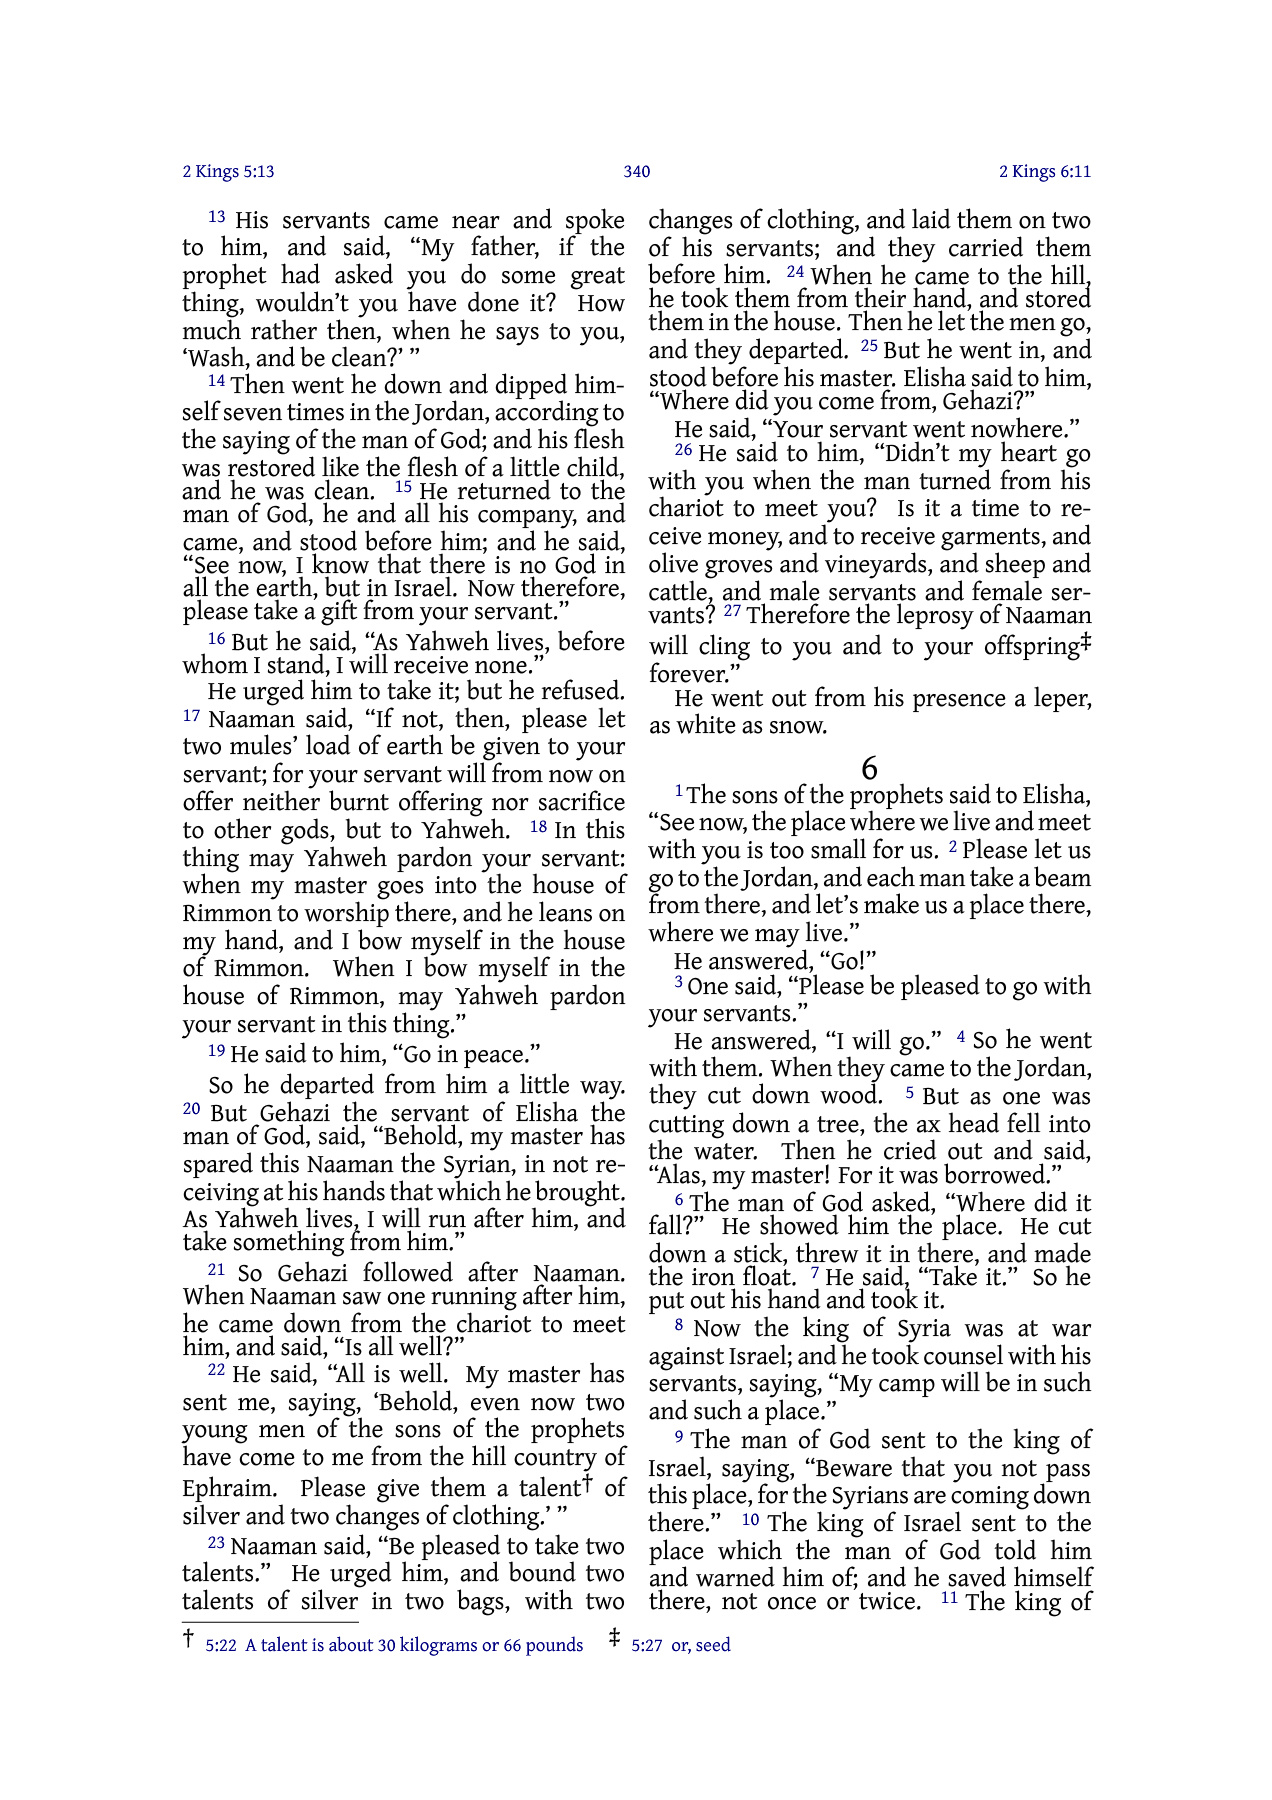 2 Kings 5:13 340 2 Kings 6:11
13 His servants came near and spoke
to him, and said, “My father, if the
prophet had asked you do some great
thing, wouldn’t you have done it? How
much rather then, when he says to you,
‘Wash, and be clean?’ ”
14 Then went he down and dipped him-
self seven times in the Jordan, according to
the saying of the man of God; and his flesh
was restored like the flesh of a little child,
and he was clean. 15 He returned to the
man of God, he and all his company, and
came, and stood before him; and he said,
“See now, I know that there is no God in
all the earth, but in Israel. Now therefore,
please take a gift from your servant.”
16 But he said, “As Yahweh lives, before
whom I stand, I will receive none.”
He urged him to take it; but he refused.
17 Naaman said, “If not, then, please let
two mules’ load of earth be given to your
servant; for your servant will from now on
offer neither burnt offering nor sacrifice
to other gods, but to Yahweh. 18 In this
thing may Yahweh pardon your servant:
when my master goes into the house of
Rimmon to worship there, and he leans on
my hand, and I bow myself in the house
of Rimmon. When I bow myself in the
house of Rimmon, may Yahweh pardon
your servant in this thing.”
19 He said to him, “Go in peace.”
So he departed from him a little way.
20 But Gehazi the servant of Elisha the
man of God, said, “Behold, my master has
spared this Naaman the Syrian, in not re-
ceiving at his hands that which he brought.
As Yahweh lives, I will run after him, and
take something from him.”
21 So Gehazi followed after Naaman.
When Naaman saw one running after him,
he came down from the chariot to meet
him, and said, “Is all well?”
22 He said, “All is well. My master has
sent me, saying, ‘Behold, even now two
young men of the sons of the prophets
have come to me from the hill country of
Ephraim. Please give them a talent† of
silver and two changes of clothing.’ ”
23 Naaman said, “Be pleased to take two
talents.” He urged him, and bound two
talents of silver in two bags, with two
changes of clothing, and laid them on two
of his servants; and they carried them
before him. 24 When he came to the hill,
he took them from their hand, and stored
them in the house. Then he let the men go,
and they departed. 25 But he went in, and
stood before his master. Elisha said to him,
“Where did you come from, Gehazi?”
He said, “Your servant went nowhere.”
26 He said to him, “Didn’t my heart go
with you when the man turned from his
chariot to meet you? Is it a time to re-
ceive money, and to receive garments, and
olive groves and vineyards, and sheep and
cattle, and male servants and female ser-
vants? 27 Therefore the leprosy of Naaman
will cling to you and to your offspring‡
forever.”
He went out from his presence a leper,
as white as snow.
6
1 The sons of the prophets said to Elisha,
“See now, the place where we live and meet
with you is too small for us. 2 Please let us
go to the Jordan, and each man take a beam
from there, and let’s make us a place there,
where we may live.”
He answered, “Go!”
3 One said, “Please be pleased to go with
your servants.”
He answered, “I will go.” 4 So he went
with them. When they came to the Jordan,
they cut down wood. 5 But as one was
cutting down a tree, the ax head fell into
the water. Then he cried out and said,
“Alas, my master! For it was borrowed.”
6 The man of God asked, “Where did it
fall?” He showed him the place. He cut
down a stick, threw it in there, and made
the iron float. 7 He said, “Take it.” So he
put out his hand and took it.
8 Now the king of Syria was at war
against Israel; and he took counsel with his
servants, saying, “My camp will be in such
and such a place.”
9 The man of God sent to the king of
Israel, saying, “Beware that you not pass
this place, for the Syrians are coming down
there.” 10 The king of Israel sent to the
place which the man of God told him
and warned him of; and he saved himself
there, not once or twice. 11 The king of
† 5:22 A talent is about 30 kilograms or 66 pounds ‡ 5:27 or, seed